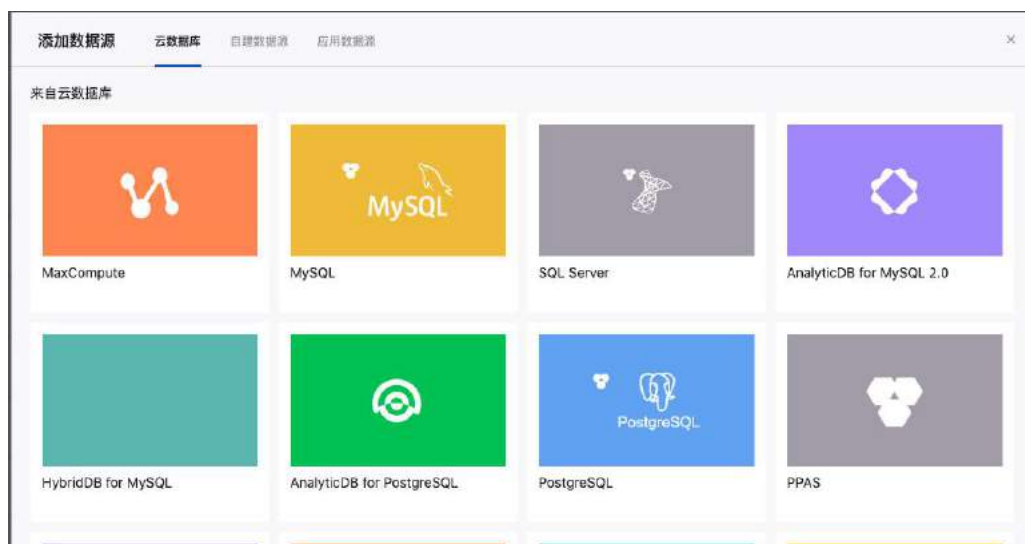 添加数据源 云数据库 自建数据源 应用数据源 ×
来自云数据库
MySQL
MaxCompute MySQL SQL Server AnalyticDB for MySQL 2.0
PostgreSQL
HybridDB for MySQL AnalyticDB for PostgreSQL PostgreSQL PPAS